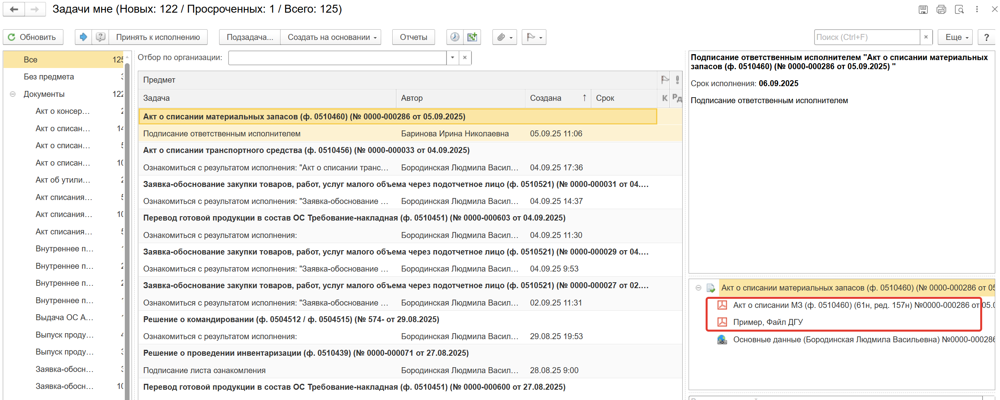 Задачи мне (Новых: 122 / Просроченных: 1 / Всего: 125)
Обновить
Принять к исполнению
Подзадача...
Создать на основании
Отчеты
Поиск (Ctrl+F)
×
Еще
?
Все 125
Без предмета
Документы 122
Акт о консер...
Акт о списан... 14
Акт о списан...
Акт о списан... 10
Акт об утили...
Акт списания...
Акт списания... 10
Акт списания...
Внутреннее п...
Внутреннее п...
Внутреннее п...
Внутреннее п...
Выдача ОС А...
Выпуск проду...
Выпуск проду...
Заявка-обосн...
Заявка-обосн... 10
Отбор по организации:
×
Предмет !
Задача Автор Создана ↑ Срок К РД
Акт о списании материальных запасов (ф. 0510460) (№ 0000-000286 от 05.09.2025)
Подписание ответственным исполнителем Баринова Ирина Николаевна 05.09.25 11:06
Акт о списании транспортного средства (ф. 0510456) (№ 0000-000033 от 04.09.2025)
Ознакомиться с результатом исполнения: "Акт о списании транс... Бородинская Людмила Васил... 04.09.25 17:36
Заявка-обоснование закупки товаров, работ, услуг малого объема через подотчетное лицо (ф. 0510521) (№ 0000-000031 от 04....
Ознакомиться с результатом исполнения: "Заявка-обоснование ... Бородинская Людмила Васил... 04.09.25 14:37
Перевод готовой продукции в состав ОС Требование-накладная (ф. 0510451) (№ 0000-000603 от 04.09.2025)
Ознакомиться с результатом исполнения: Бородинская Людмила Васил... 04.09.25 11:30
Заявка-обоснование закупки товаров, работ, услуг малого объема через подотчетное лицо (ф. 0510521) (№ 0000-000029 от 04....
Ознакомиться с результатом исполнения: "Заявка-обоснование ... Бородинская Людмила Васил... 04.09.25 9:53
Заявка-обоснование закупки товаров, работ, услуг малого объема через подотчетное лицо (ф. 0510521) (№ 0000-000027 от 02....
Ознакомиться с результатом исполнения: "Заявка-обоснование ... Бородинская Людмила Васил... 02.09.25 11:31
Решение о командировании (ф. 0504512 / ф. 0504515) (№ 574- от 29.08.2025)
Ознакомиться с результатом исполнения: Бородинская Людмила Васил... 29.08.25 19:53
Решение о проведении инвентаризации (ф. 0510439) (№ 0000-000071 от 27.08.2025)
Подписание листа ознакомления Бородинская Людмила Васил... 28.08.25 9:00
Перевод готовой продукции в состав ОС Требование-накладная (ф. 0510451) (№ 0000-000600 от 27.08.2025)
Подписание ответственным исполнителем "Акт о списании материальных
запасов (ф. 0510460) (№ 0000-000286 от 05.09.2025) "
Срок исполнения: 06.09.2025
Подписание ответственным исполнителем
Акт о списании материальных запасов (ф. 0510460) (№ 0000-000286 от 05
Акт о списании МЗ (ф. 0510460) (61н, ред. 157н) №0000-000286 от 05.0
Пример, Файл ДГУ
Основные данные (Бородинская Людмила Васильевна) №0000-000286